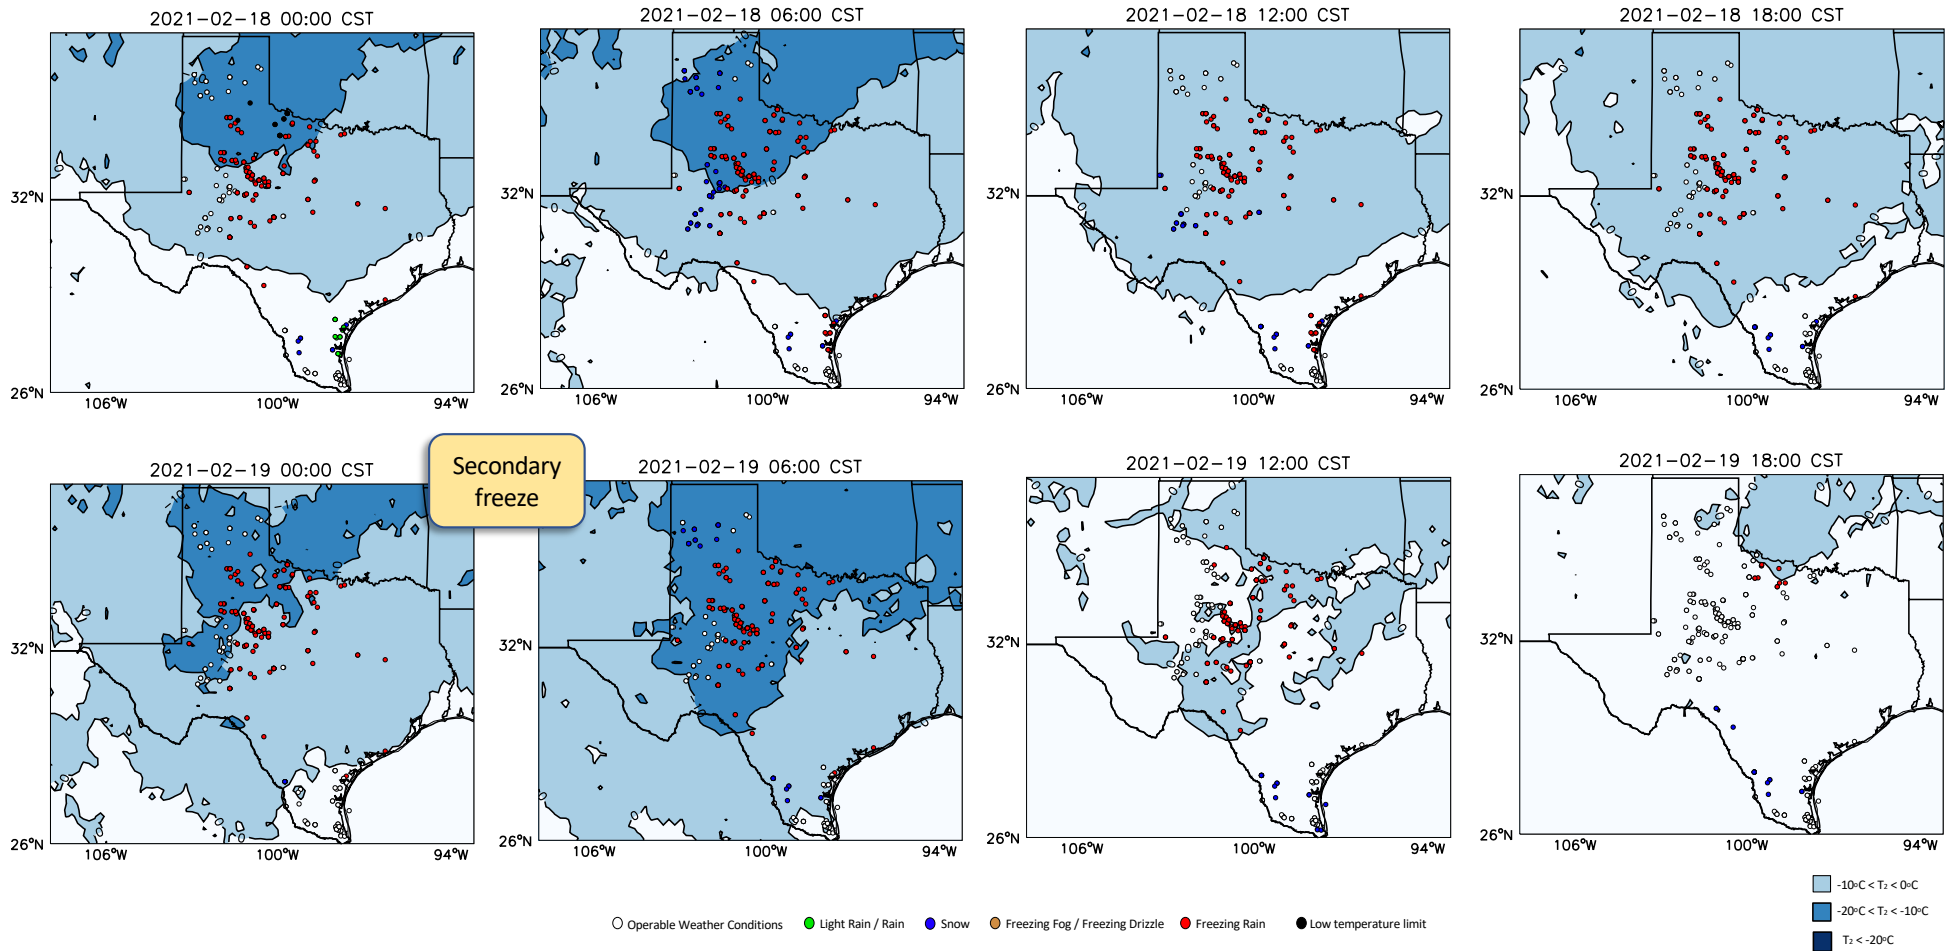 2021-02-18 00:00 CST
2021-02-18 06:00 CST
2021-02-18 12:00 CST
2021-02-18 18:00 CST
32°N
32°N
32°N
32°N
26°N
26°N
26°N
26°N
106°W
100°W
94°W
106°W
100°W
94°W
106°W
100°W
94°W
106°W
100°W
94°W
Secondary
freeze
2021-02-19 00:00 CST
2021-02-19 06:00 CST
2021-02-19 12:00 CST
2021-02-19 18:00 CST
32°N
32°N
32°N
32°N
26°N
26°N
26°N
26°N
106°W
100°W
94°W
106°W
100°W
94°W
106°W
100°W
94°W
106°W
100°W
94°W
Operable Weather Conditions
Light Rain / Rain
Snow
Freezing Fog / Freezing Drizzle
Freezing Rain
Low temperature limit
-10°C < T₂ < 0°C
-20°C < T₂ < -10°C
T₂ < -20°C